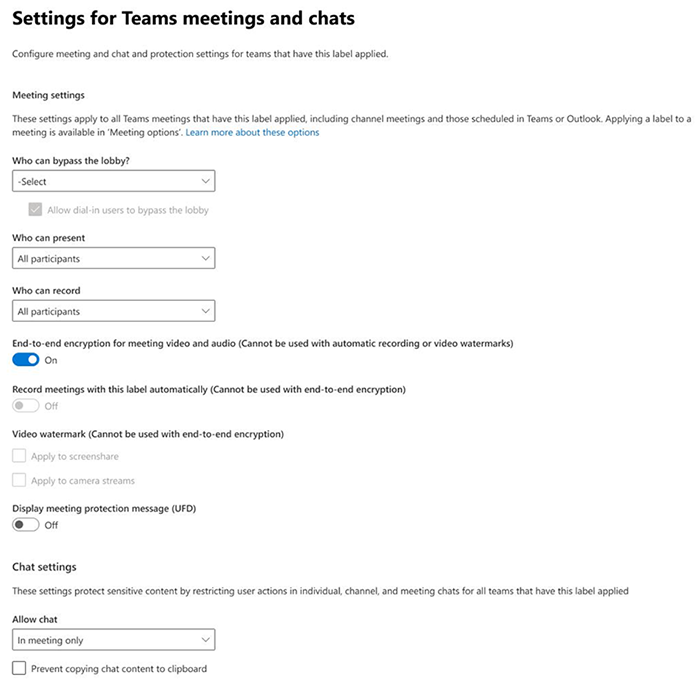 Settings for Teams meetings and chats
Configure meeting and chat and protection settings for teams that have this label applied.
Meeting settings
These settings apply to all Teams meetings that have this label applied, including channel meetings and those scheduled in Teams or Outlook. Applying a label to a
meeting is available in 'Meeting options'. Learn more about these options
Who can bypass the lobby?
-Select
Allow dial-in users to bypass the lobby
Who can present
All participants
Who can record
All participants
End-to-end encryption for meeting video and audio (Cannot be used with automatic recording or video watermarks)
On
Record meetings with this label automatically (Cannot be used with end-to-end encryption)
Off
Video watermark (Cannot be used with end-to-end encryption)
Apply to screenshare
Apply to camera streams
Display meeting protection message (UFD)
Off
Chat settings
These settings protect sensitive content by restricting user actions in individual, channel, and meeting chats for all teams that have this label applied
Allow chat
In meeting only
Prevent copying chat content to clipboard